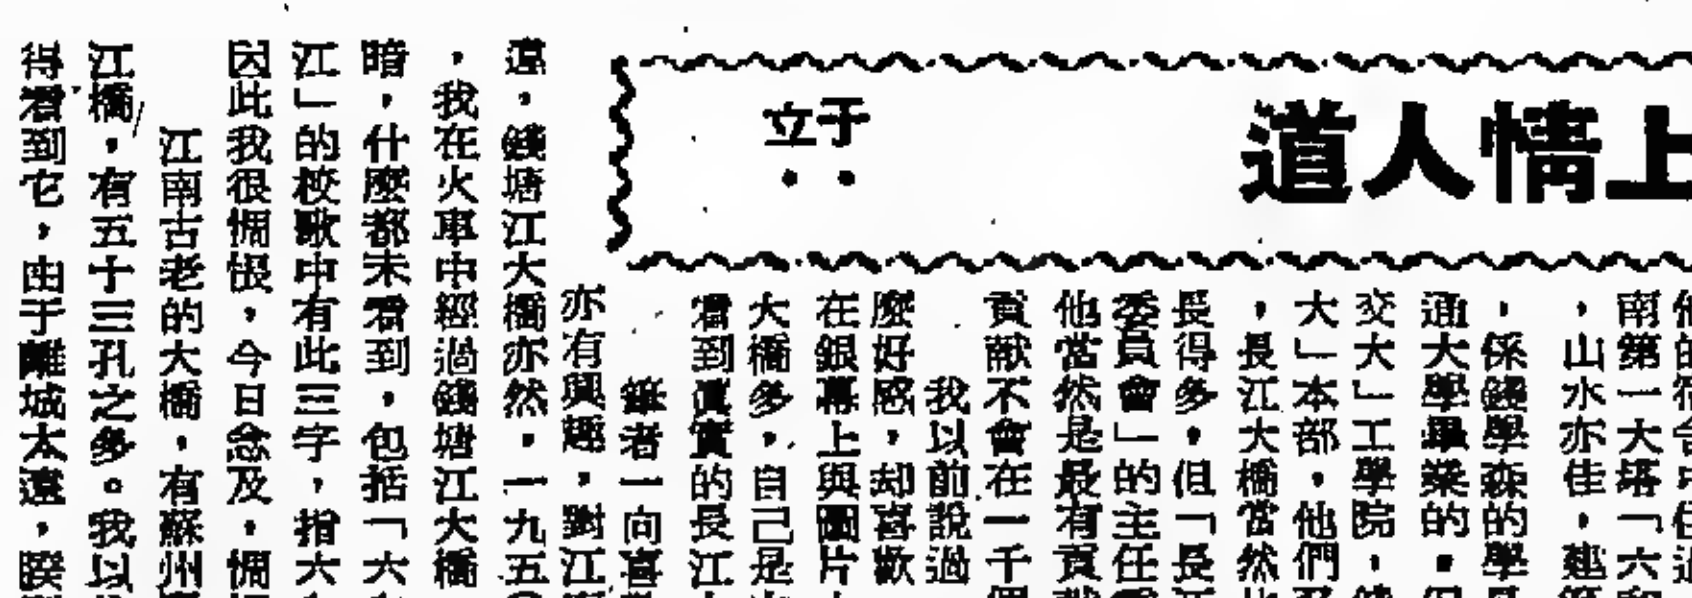 道人情上
立于
南第一大塔「六和
，山水亦佳，建
，係錢學森的學
通大學畢業的。
交大」工學院，
大」本部，他們
，長江大橋當然
長得多，但「長江
委員會」的主任
他當然是最有貢獻
貢献不會在一千個
我以前說過
麼好感，却喜歡
在銀幕上與圖片
大橋多，自己是
看到眞實的長江
筆者一向喜
亦有興趣，對江
遠，錢塘江大橋亦然，一九五
，我在火車中經過錢塘江大橋
暗，什麼都未看到，包括「六
江」的校歌中有此三字，指六
因此我很惆悵，今日念及，惆
江南古老的大橋，有蘇州
江橋，有五十三孔之多。我以
得看到它，由于離城太遠，